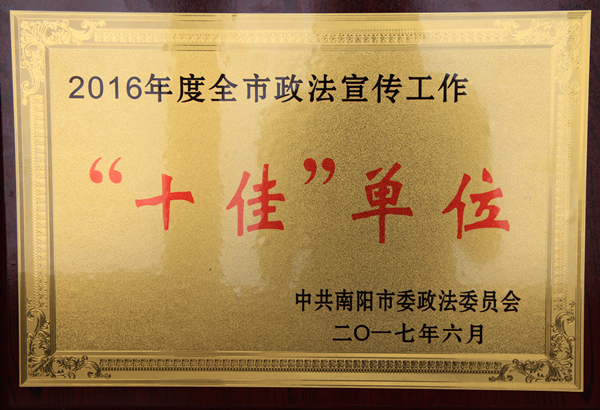 2016年度全市政法宣传工作
“十佳”单位
中共南阳市委政法委员会
二〇一七年六月